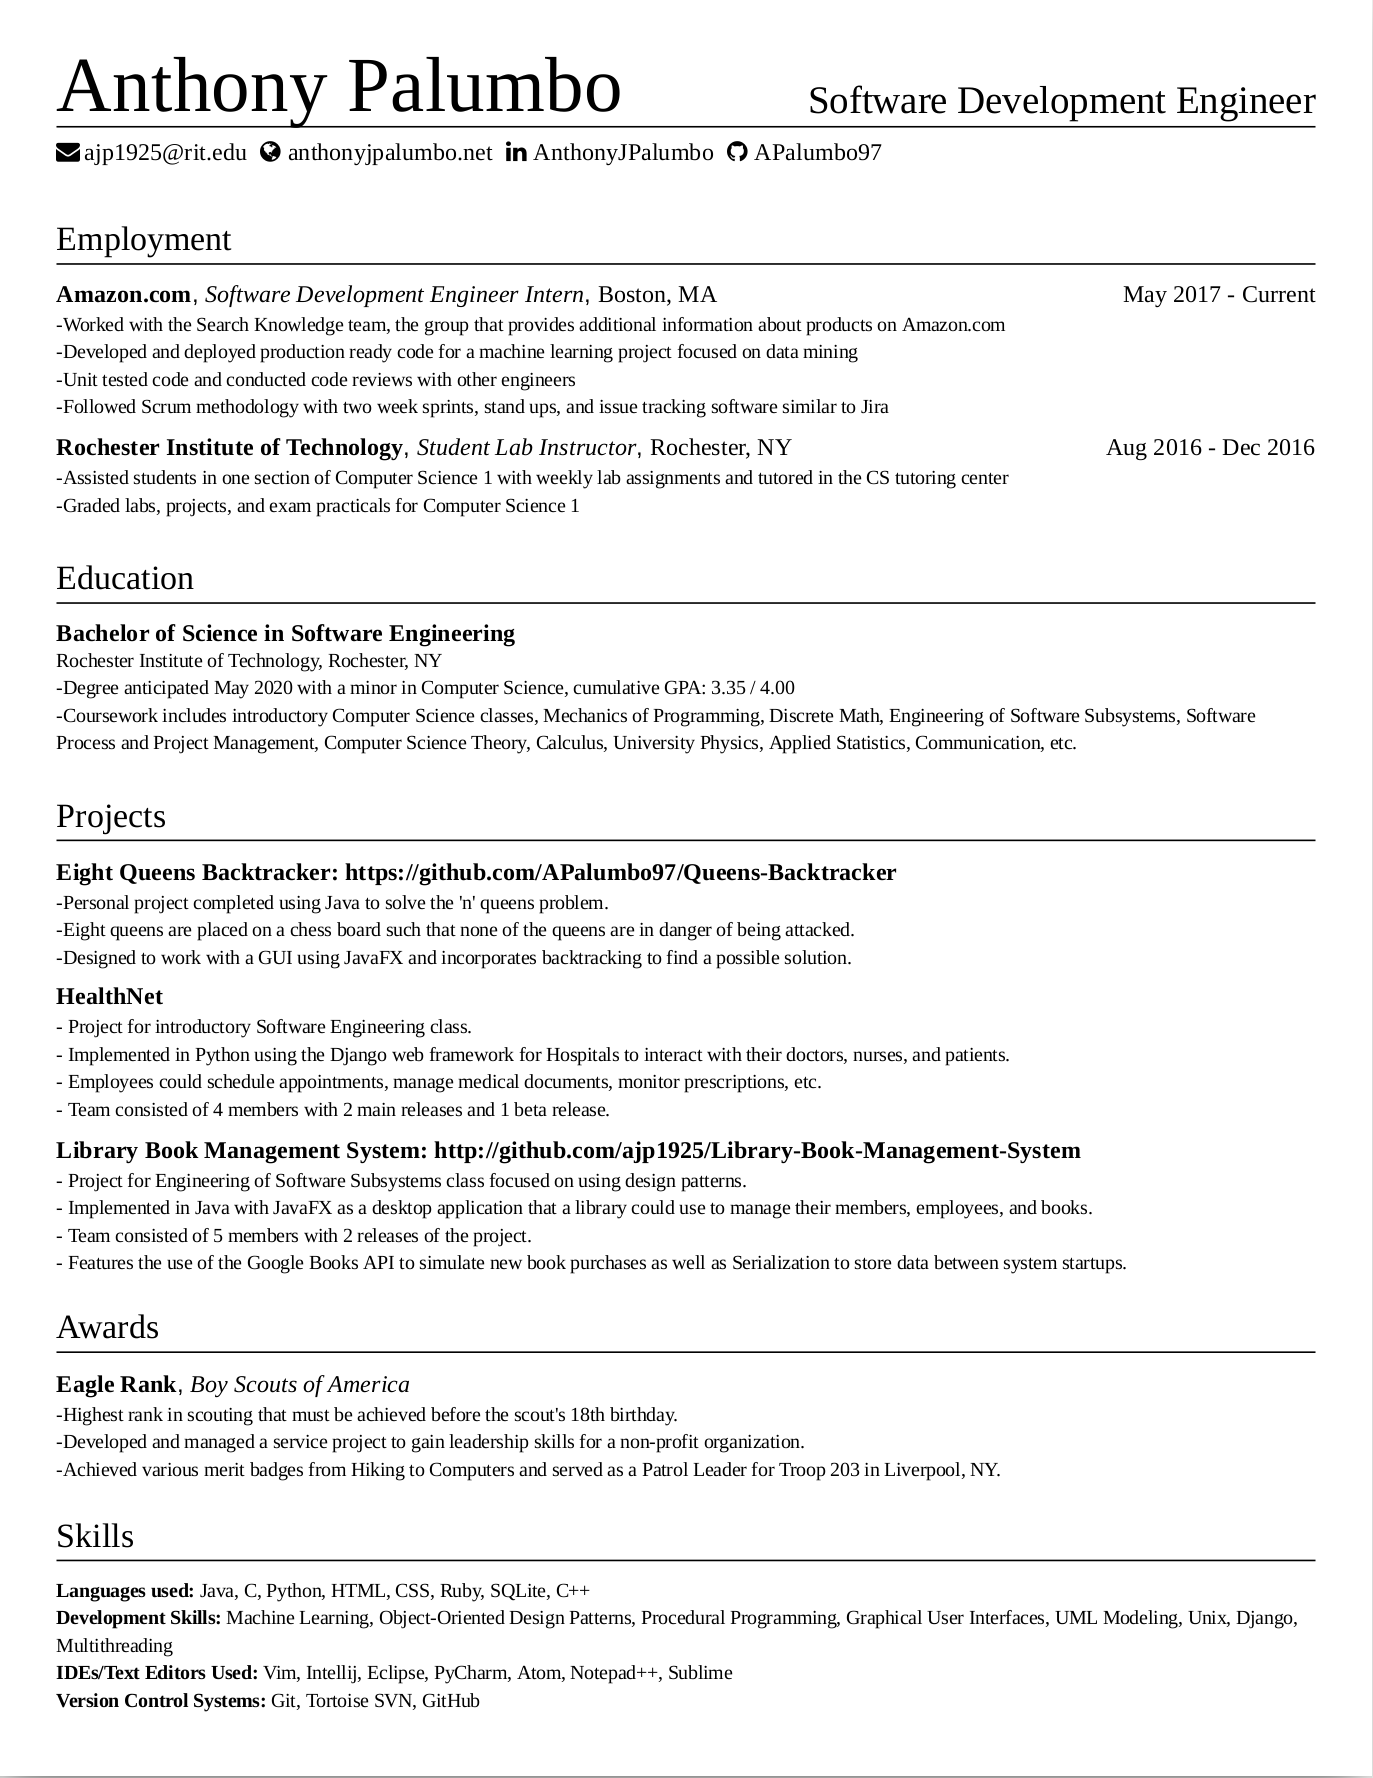 Anthony Palumbo Software Development Engineer
ajp1925@rit.edu anthonyjpalumbo.net AnthonyJPalumbo APalumbo97
Employment
Amazon.com, Software Development Engineer Intern, Boston, MA May 2017 - Current
-Worked with the Search Knowledge team, the group that provides additional information about products on Amazon.com
-Developed and deployed production ready code for a machine learning project focused on data mining
-Unit tested code and conducted code reviews with other engineers
-Followed Scrum methodology with two week sprints, stand ups, and issue tracking software similar to Jira
Rochester Institute of Technology, Student Lab Instructor, Rochester, NY Aug 2016 - Dec 2016
-Assisted students in one section of Computer Science 1 with weekly lab assignments and tutored in the CS tutoring center
-Graded labs, projects, and exam practicals for Computer Science 1
Education
Bachelor of Science in Software Engineering
Rochester Institute of Technology, Rochester, NY
-Degree anticipated May 2020 with a minor in Computer Science, cumulative GPA: 3.35 / 4.00
-Coursework includes introductory Computer Science classes, Mechanics of Programming, Discrete Math, Engineering of Software Subsystems, Software
Process and Project Management, Computer Science Theory, Calculus, University Physics, Applied Statistics, Communication, etc.
Projects
Eight Queens Backtracker: https://github.com/APalumbo97/Queens-Backtracker
-Personal project completed using Java to solve the 'n' queens problem.
-Eight queens are placed on a chess board such that none of the queens are in danger of being attacked.
-Designed to work with a GUI using JavaFX and incorporates backtracking to find a possible solution.
HealthNet
- Project for introductory Software Engineering class.
- Implemented in Python using the Django web framework for Hospitals to interact with their doctors, nurses, and patients.
- Employees could schedule appointments, manage medical documents, monitor prescriptions, etc.
- Team consisted of 4 members with 2 main releases and 1 beta release.
Library Book Management System: http://github.com/ajp1925/Library-Book-Management-System
- Project for Engineering of Software Subsystems class focused on using design patterns.
- Implemented in Java with JavaFX as a desktop application that a library could use to manage their members, employees, and books.
- Team consisted of 5 members with 2 releases of the project.
- Features the use of the Google Books API to simulate new book purchases as well as Serialization to store data between system startups.
Awards
Eagle Rank, Boy Scouts of America
-Highest rank in scouting that must be achieved before the scout's 18th birthday.
-Developed and managed a service project to gain leadership skills for a non-profit organization.
-Achieved various merit badges from Hiking to Computers and served as a Patrol Leader for Troop 203 in Liverpool, NY.
Skills
Languages used: Java, C, Python, HTML, CSS, Ruby, SQLite, C++
Development Skills: Machine Learning, Object-Oriented Design Patterns, Procedural Programming, Graphical User Interfaces, UML Modeling, Unix, Django,
Multithreading
IDEs/Text Editors Used: Vim, Intellij, Eclipse, PyCharm, Atom, Notepad++, Sublime
Version Control Systems: Git, Tortoise SVN, GitHub